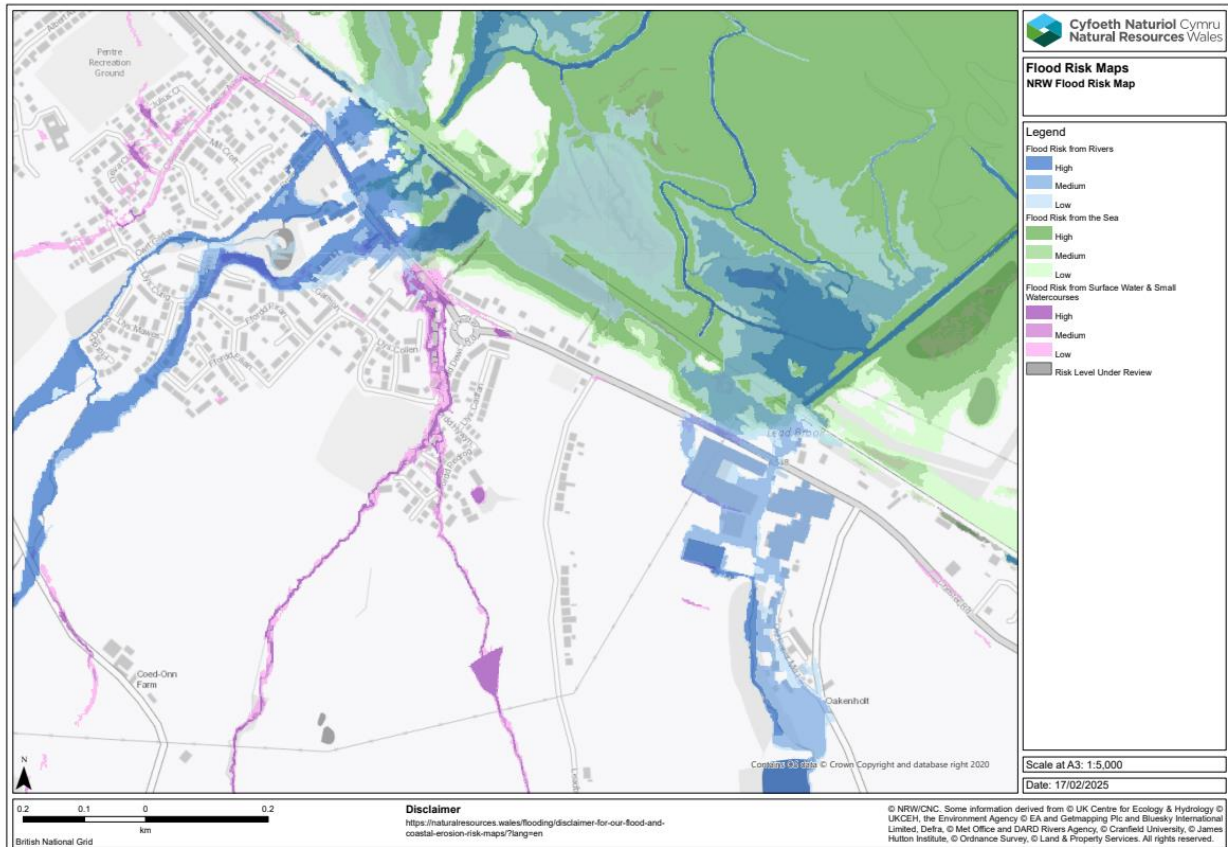 Cyfoeth Naturiol Cymru
Natural Resources Wales
Flood Risk Maps
NRW Flood Risk Map
Legend
Flood Risk from Rivers
High
Medium
Low
Flood Risk from the Sea
High
Medium
Low
Flood Risk from Surface Water & Small
Watercourses
High
Medium
Low
Risk Level Under Review
Pentre
Recreation
Ground
Mill Croft
Llys Collen
Lead Brook
Coed-Onn
Farm
Oakenholt
N
Contains OS data © Crown Copyright and database right 2020
Scale at A3: 1:5,000
Date: 17/02/2025
0.2 0.1 0 0.2
km
British National Grid
Disclaimer
https://naturalresources.wales/flooding/disclaimer-for-our-flood-and-
coastal-erosion-risk-maps/?lang=en
© NRW/CNC. Some information derived from © UK Centre for Ecology & Hydrology ©
UKCEH, the Environment Agency © EA and Getmapping Plc and Bluesky International
Limited, Defra, © Met Office and DARD Rivers Agency, © Cranfield University, © James
Hutton Institute, © Ordnance Survey, © Land & Property Services. All rights reserved.